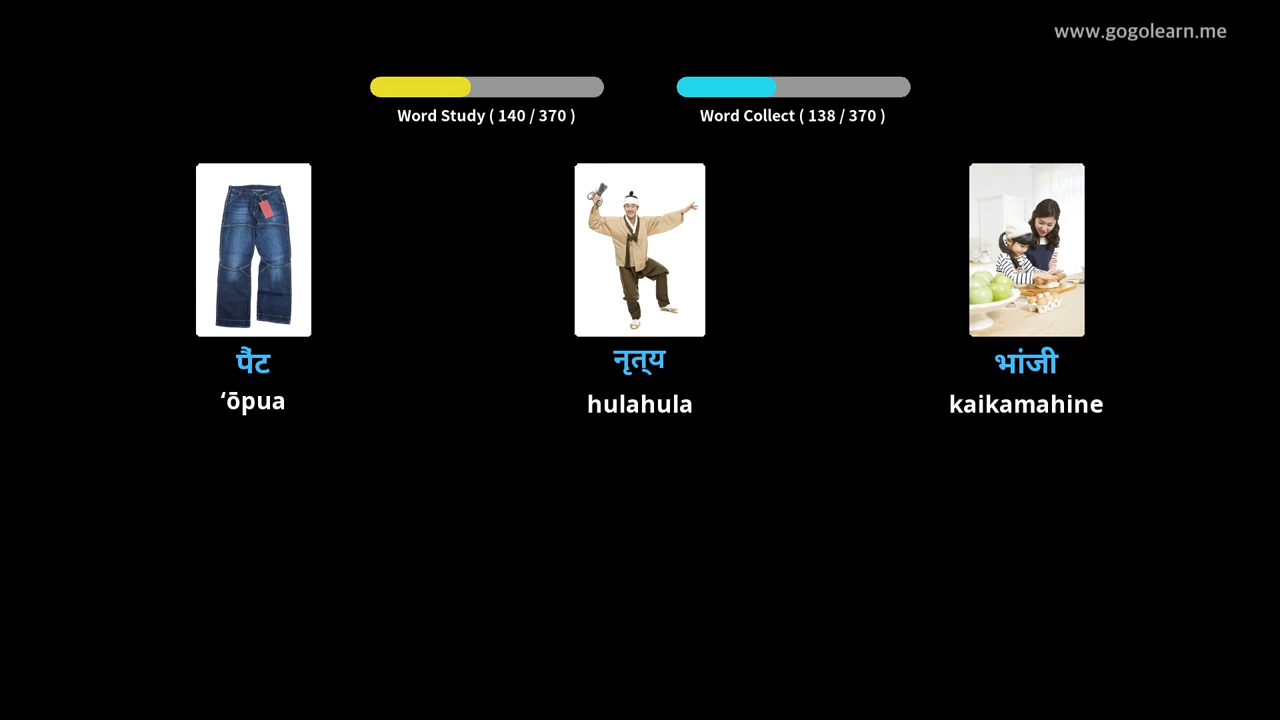 www.gogolearn.me
Word Study ( 140 / 370 )
Word Collect ( 138 / 370 )
पैंट
नृत्य
भांजी
ʻōpua
hulahula
kaikamahine